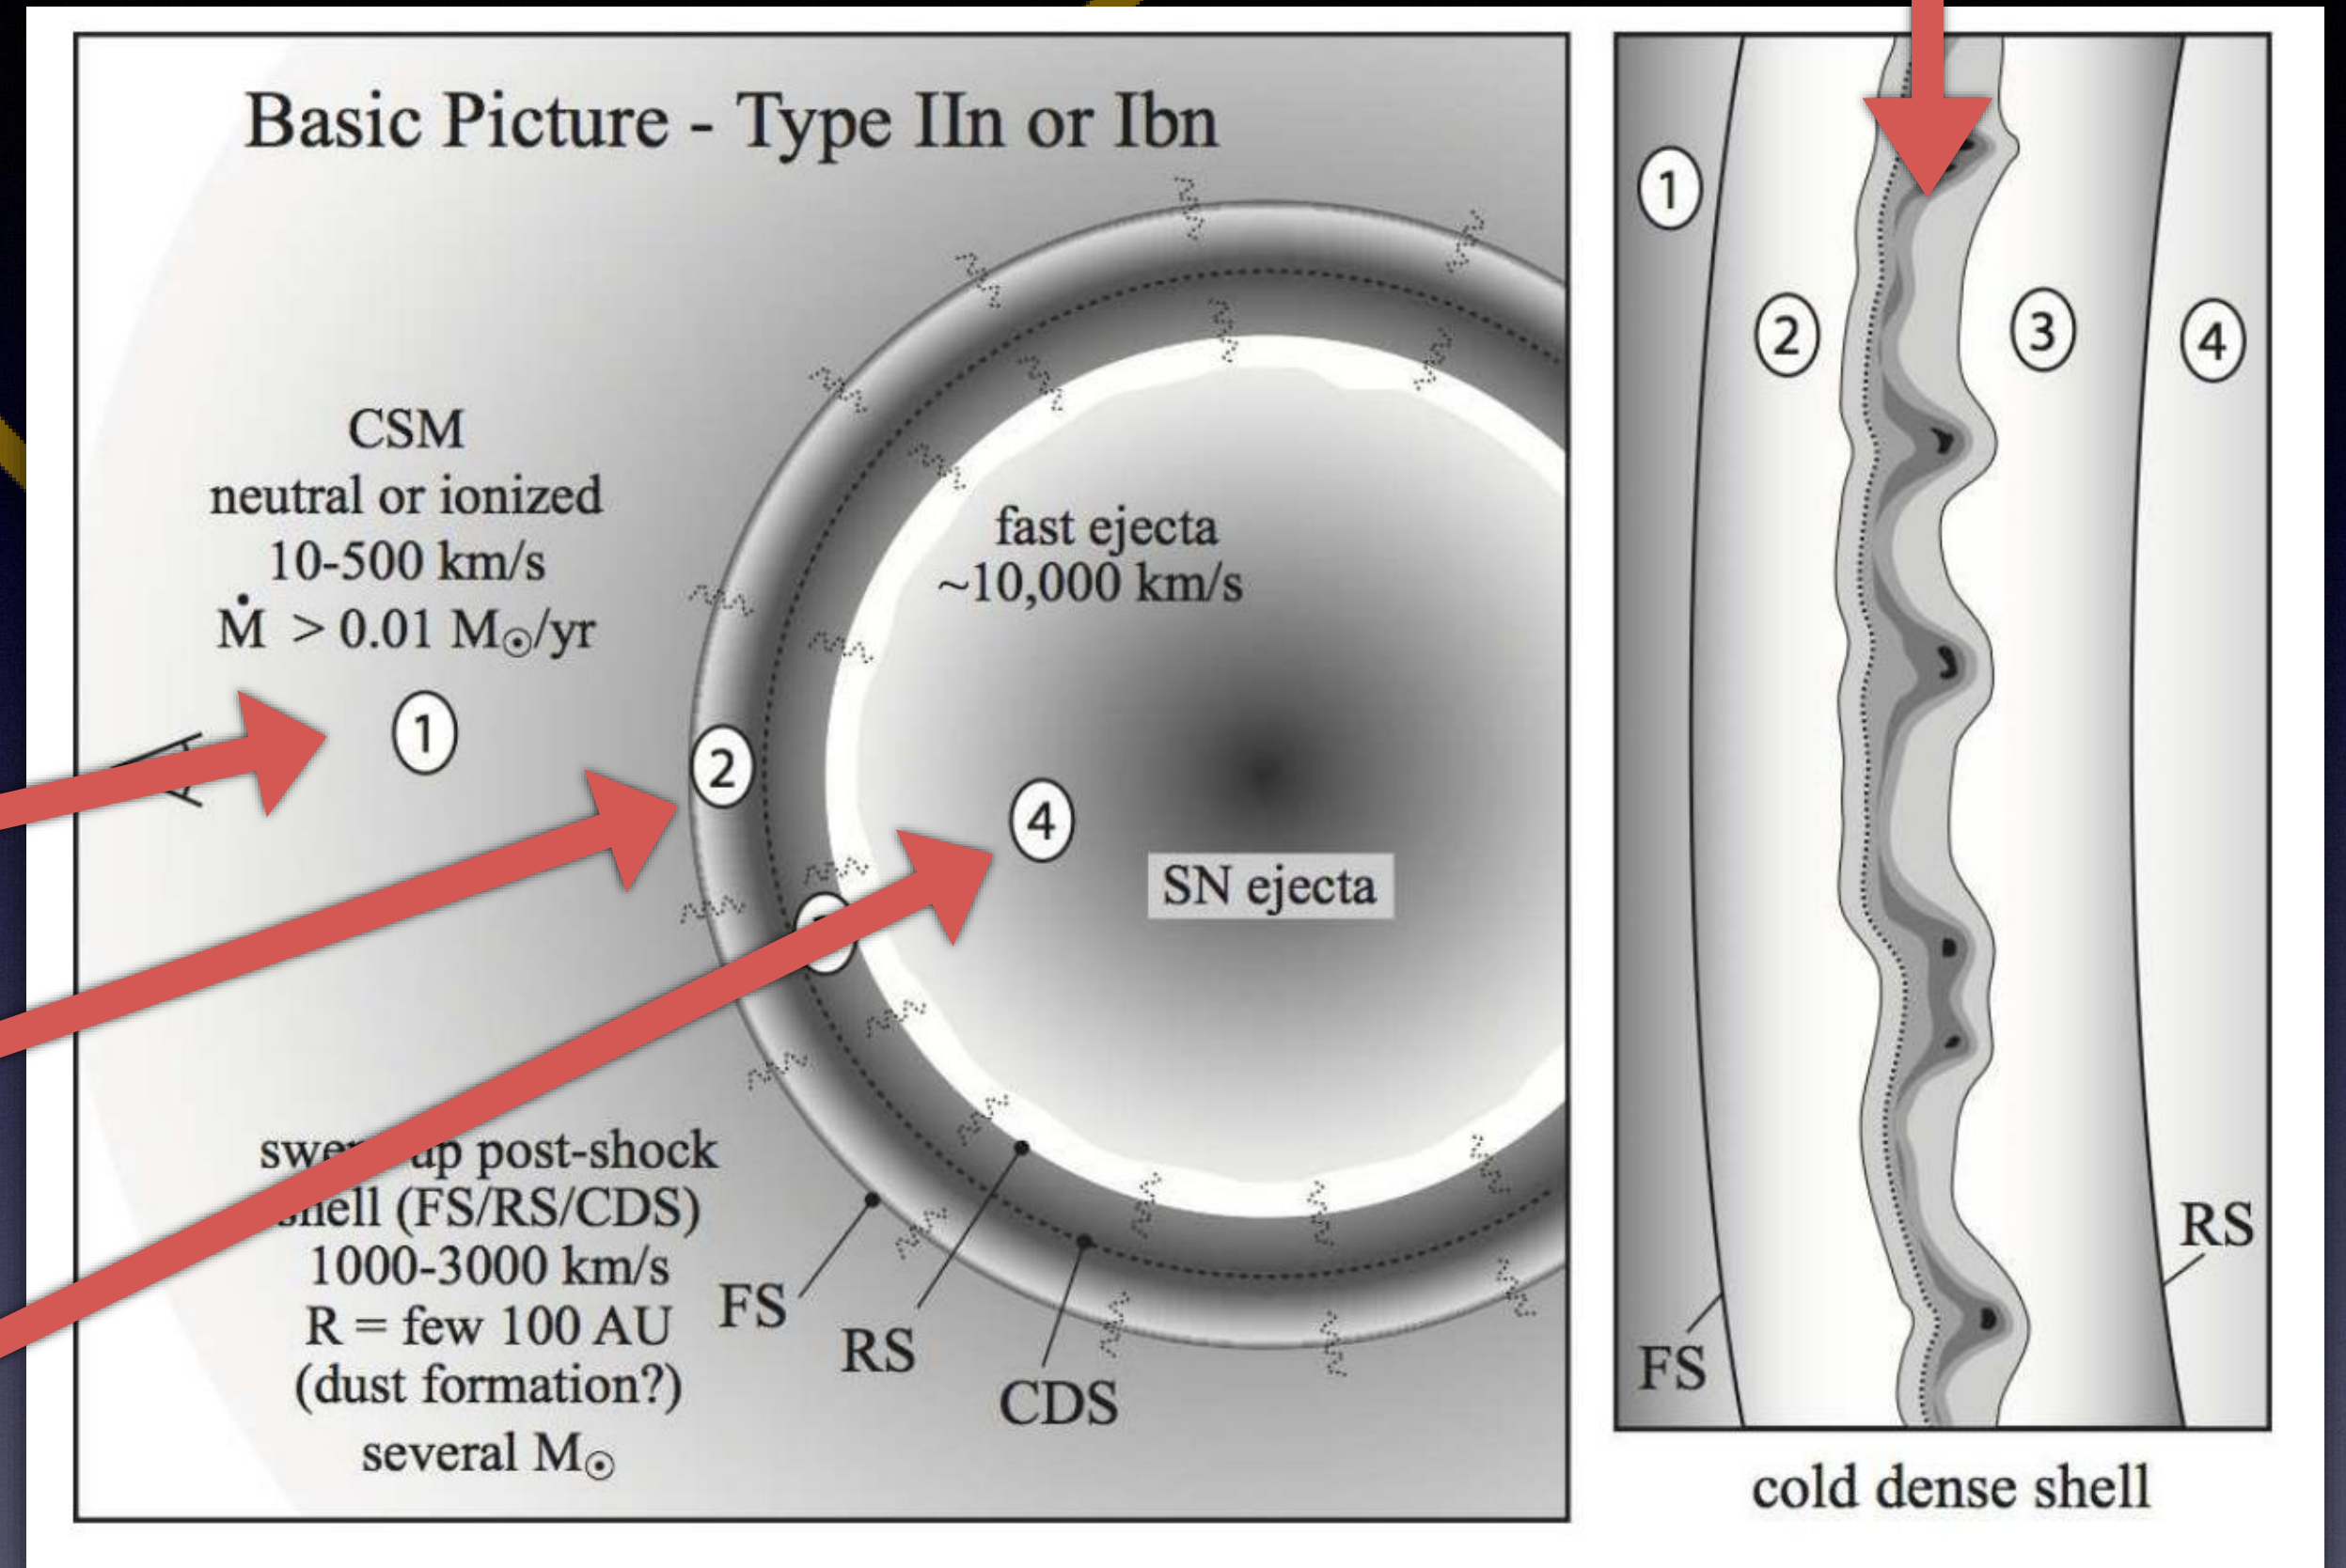 Basic Picture - Type IIn or Ibn
CSM
neutral or ionized
10-500 km/s
Ṁ > 0.01 M☉/yr
1
2
fast ejecta
~10,000 km/s
4
SN ejecta
up post-shock
shell (FS/RS/CDS)
1000-3000 km/s
R = few 100 AU
(dust formation?)
several M☉
FS
RS
CDS
1
2
3
4
RS
FS
cold dense shell